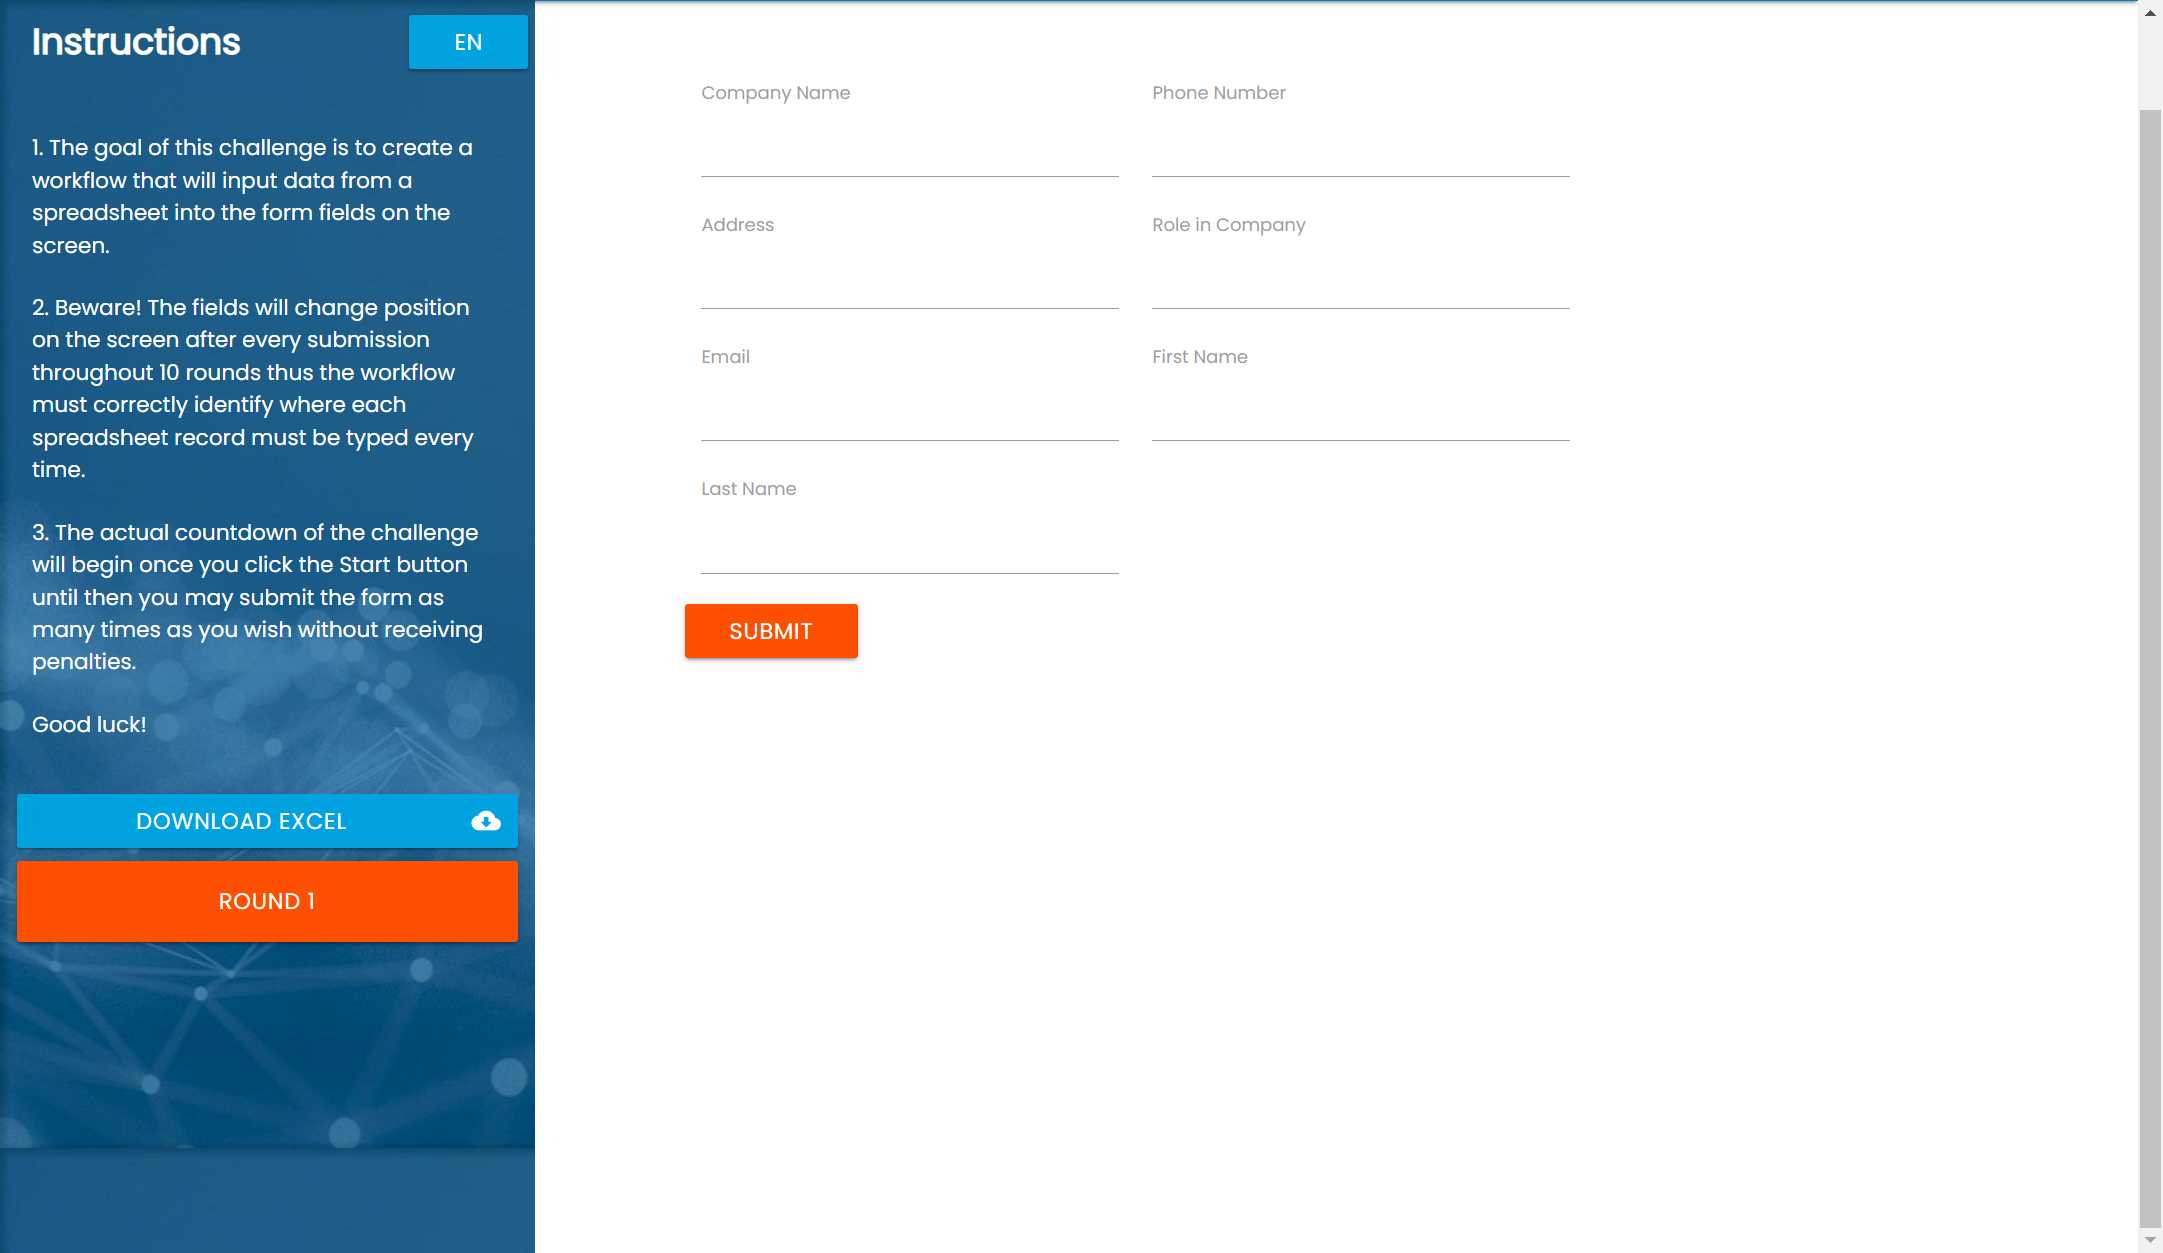 Instructions
EN
1. The goal of this challenge is to create a
workflow that will input data from a
spreadsheet into the form fields on the
screen.
2. Beware! The fields will change position
on the screen after every submission
throughout 10 rounds thus the workflow
must correctly identify where each
spreadsheet record must be typed every
time.
3. The actual countdown of the challenge
will begin once you click the Start button
until then you may submit the form as
many times as you wish without receiving
penalties.
Good luck!
DOWNLOAD EXCEL
ROUND 1
Company Name
Phone Number
Address
Role in Company
Email
First Name
Last Name
SUBMIT